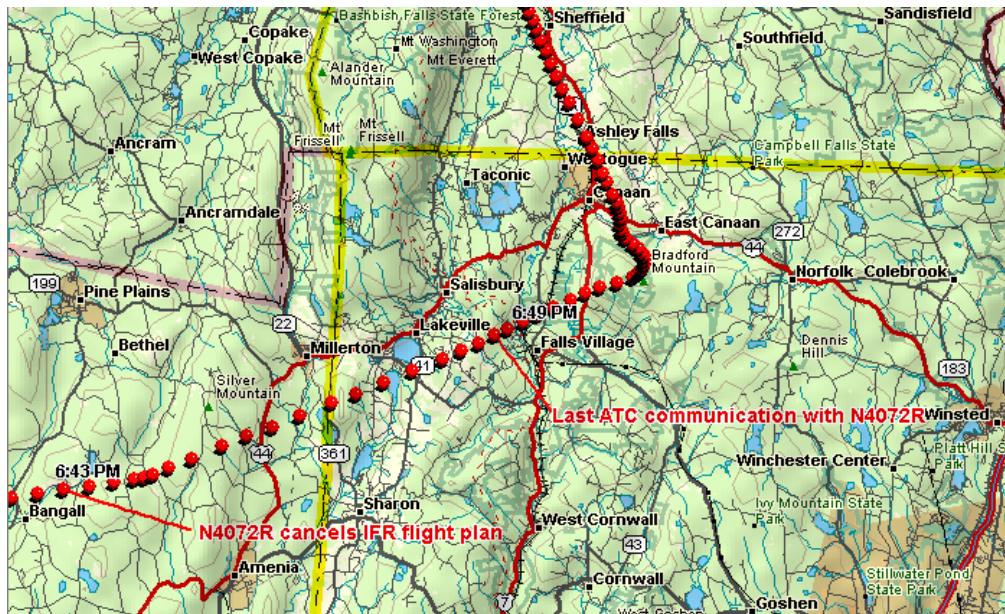 Bashbish Falls State Forest
Sheffield
Sandisfield
Copake
Mt Washington
Southfield
West Copake
Mt Everett
Alander
Mountain
Ashley Falls
Ancram
Mt
Frissell
Mt
Frissell
Campbell Falls State
Park
Taconic
Canaan
Ancramdale
East Canaan
272
44
Bradford
Mountain
Norfolk
Colebrook
199
Pine Plains
Salisbury
6:49 PM
22
Lakeville
Bethel
Millerton
41
Falls Village
Dennis
Hill
183
Silver
Mountain
Last ATC communication with N4072R
Winsted
44
361
Winchester Center
Platt Hill S
Park
6:43 PM
Bangall
Sharon
Ivy Mountain State
Park
N4072R cancels IFR flight plan
West Cornwall
43
Amenia
Cornwall
Stillwater Pond
State Park
7
West Goshen
Goshen